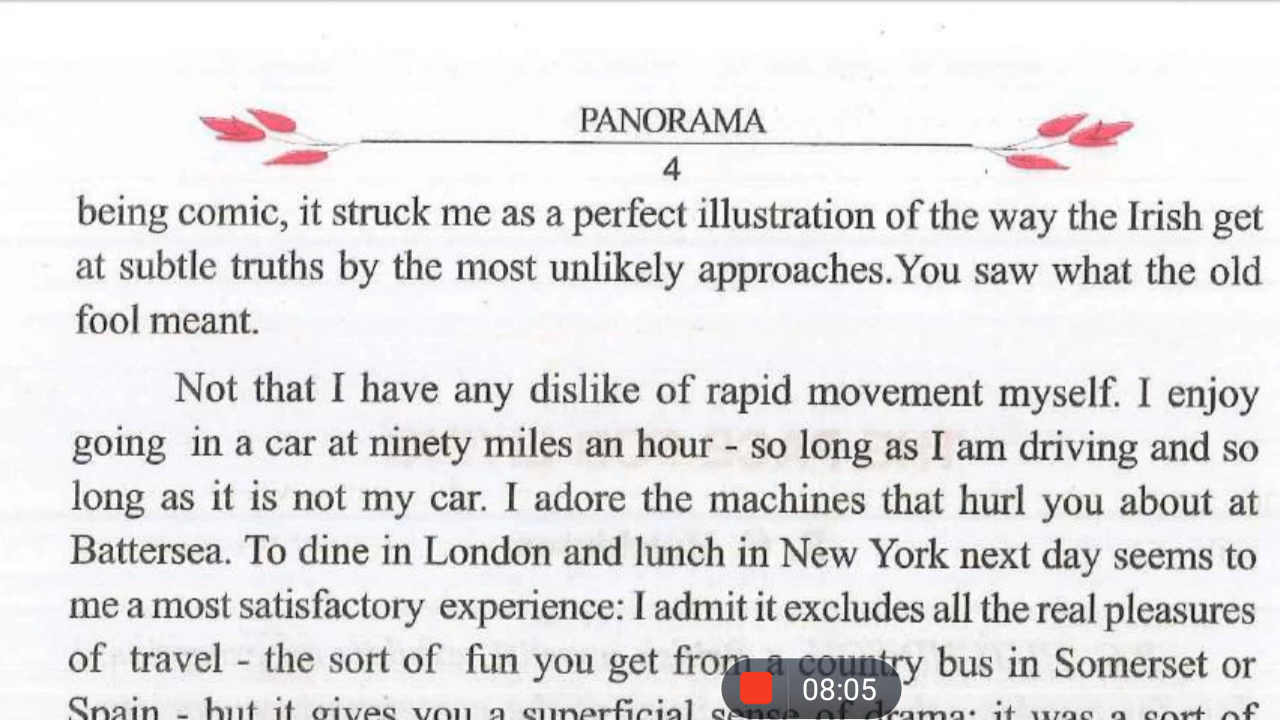 PANORAMA
4
being comic, it struck me as a perfect illustration of the way the Irish get
at subtle truths by the most unlikely approaches.You saw what the old
fool meant.
Not that I have any dislike of rapid movement myself. I enjoy
going in a car at ninety miles an hour - so long as I am driving and so
long as it is not my car. I adore the machines that hurl you about at
Battersea. To dine in London and lunch in New York next day seems to
me a most satisfactory experience: I admit it excludes all the real pleasures
of travel - the sort of fun you get from a country bus in Somerset or
Spain - but it gives you a superficial sense of drama; it was a sort of
08:05